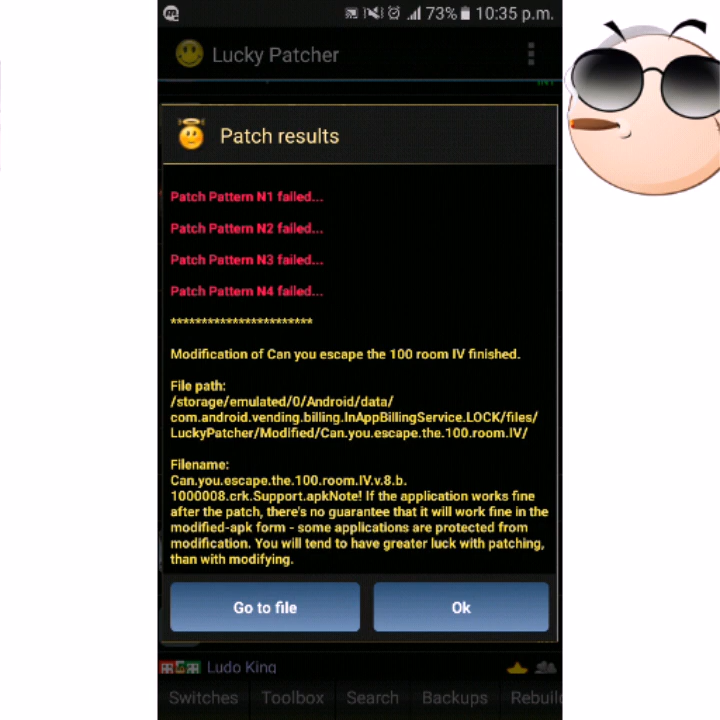 73% 10:35 p.m.
Lucky Patcher
Patch results
Patch Pattern N1 failed...
Patch Pattern N2 failed...
Patch Pattern N3 failed...
Patch Pattern N4 failed...
***********************
Modification of Can you escape the 100 room IV finished.
File path:
/storage/emulated/0/Android/data/
com.android.vending.billing.InAppBillingService.LOCK/files/
LuckyPatcher/Modified/Can.you.escape.the.100.room.IV/
Filename:
Can.you.escape.the.100.room.IV.v.8.b.
1000008.crk.Support.apkNote! If the application works fine
after the patch, there's no guarantee that it will work fine in the
modified-apk form - some applications are protected from
modification. You will tend to have greater luck with patching,
than with modifying.
Go to file Ok
Ludo King
Switches Toolbox Search Backups Rebuil